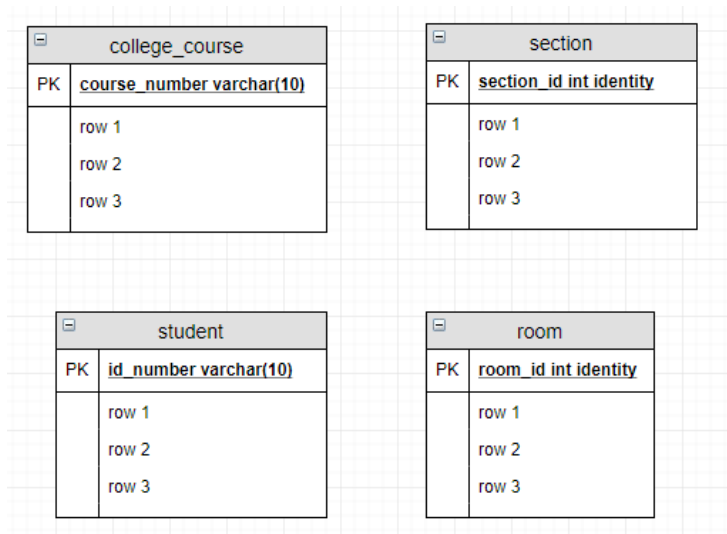 college_course
PK course_number varchar(10)
row 1
row 2
row 3
section
PK section_id int identity
row 1
row 2
row 3
student
PK id_number varchar(10)
row 1
row 2
row 3
room
PK room_id int identity
row 1
row 2
row 3